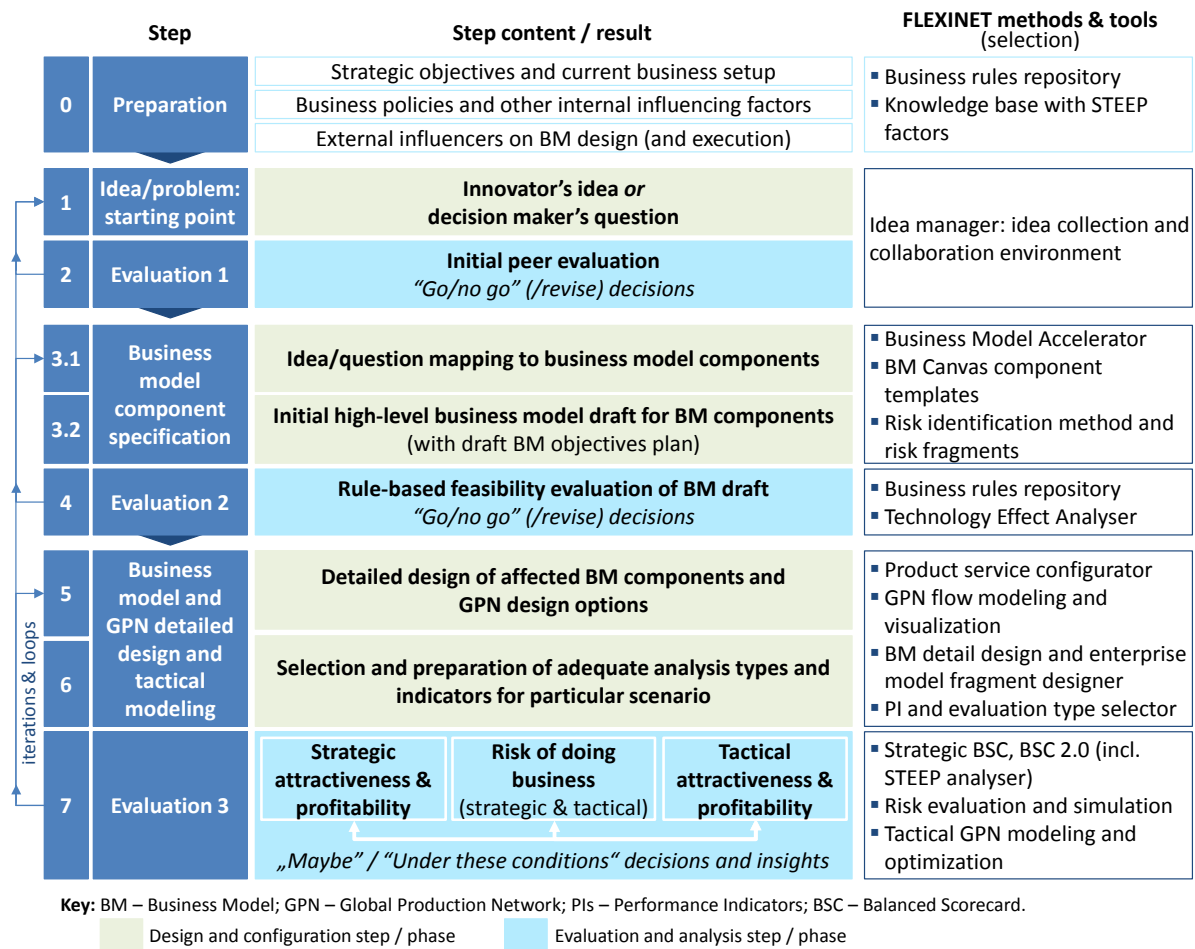 Step
Step content / result
FLEXINET methods & tools
(selection)
0
Preparation
Strategic objectives and current business setup
Business policies and other internal influencing factors
External influencers on BM design (and execution)
▪ Business rules repository
▪ Knowledge base with STEEP
factors
1
Idea/problem:
starting point
Innovator's idea or
decision maker's question
Idea manager: idea collection and
collaboration environment
2
Evaluation 1
Initial peer evaluation
“Go/no go” (/revise) decisions
3.1
3.2
Business
model
component
specification
Idea/question mapping to business model components
Initial high-level business model draft for BM components
(with draft BM objectives plan)
▪ Business Model Accelerator
▪ BM Canvas component
templates
▪ Risk identification method and
risk fragments
4
Evaluation 2
Rule-based feasibility evaluation of BM draft
“Go/no go” (/revise) decisions
▪ Business rules repository
▪ Technology Effect Analyser
5
6
Business
model and
GPN detailed
design and
tactical
modeling
Detailed design of affected BM components and
GPN design options
Selection and preparation of adequate analysis types and
indicators for particular scenario
▪ Product service configurator
▪ GPN flow modeling and
visualization
▪ BM detail design and enterprise
model fragment designer
▪ PI and evaluation type selector
7
Evaluation 3
Strategic
attractiveness &
profitability
Risk of doing
business
(strategic & tactical)
Tactical
attractiveness &
profitability
„Maybe” / “Under these conditions“ decisions and insights
▪ Strategic BSC, BSC 2.0 (incl.
STEEP analyser)
▪ Risk evaluation and simulation
▪ Tactical GPN modeling and
optimization
iterations & loops
Key: BM – Business Model; GPN – Global Production Network; PIs – Performance Indicators; BSC – Balanced Scorecard.
Design and configuration step / phase
Evaluation and analysis step / phase